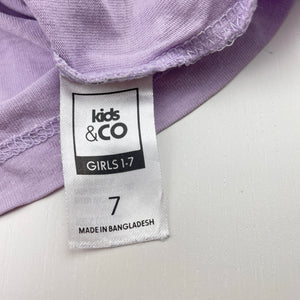 kids
&CO
GIRLS 1-7
7
MADE IN BANGLADESH